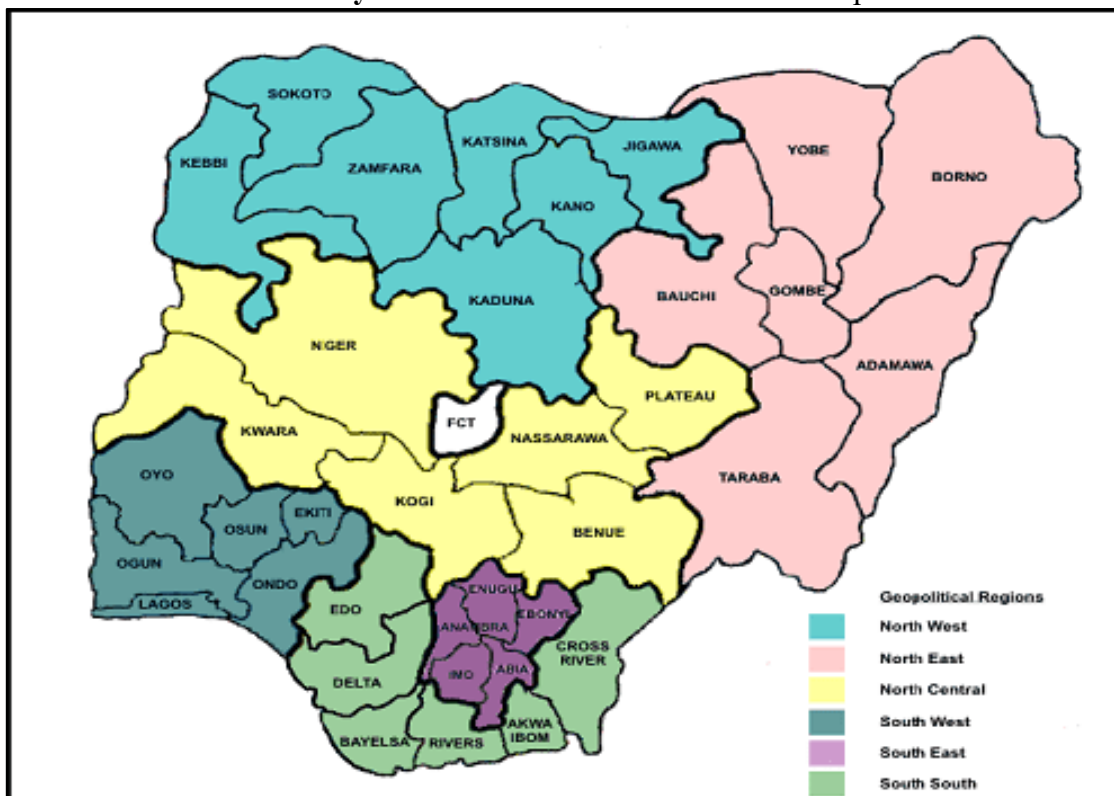 SOKOTO
KEBBI
ZAMFARA
KATSINA
JIGAWA
KANO
YOBE
BORNO
KADUNA
BAUCHI
GOMBE
ADAMAWA
NIGER
PLATEAU
FCT
NASSARAWA
KWARA
TARABA
KOGI
BENUE
OYO
OSUN
EKITI
OGUN
ONDO
LAGOS
EDO
ENUGU
EBONYI
ANAMBRA
IMO
ABIA
CROSS
RIVER
DELTA
AKWA
IBOM
BAYELSA
RIVERS
Geopolitical Regions
North West
North East
North Central
South West
South East
South South